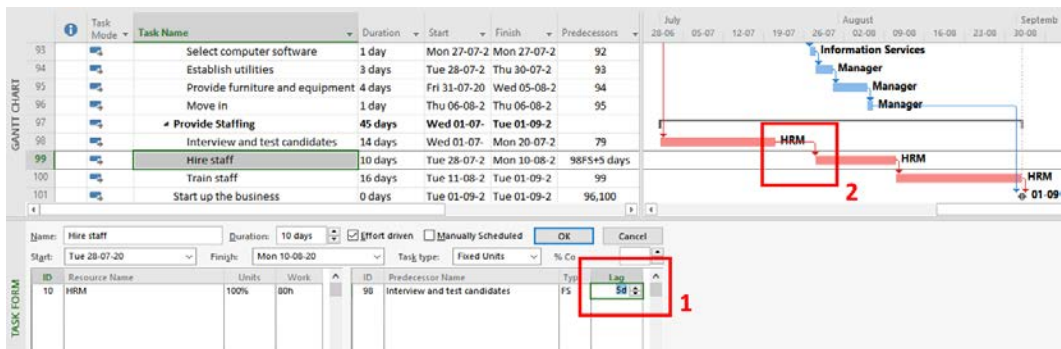 July August Septemb
Task Mode Task Name Duration Start Finish Predecessors 28-06 05-07 12-07 19-07 26-07 02-08 09-08 16-08 23-08 30-08
93 Select computer software 1 day Mon 27-07-2 Mon 27-07-2 92 Information Services
94 Establish utilities 3 days Tue 28-07-2 Thu 30-07-2 93 Manager
95 Provide furniture and equipment 4 days Fri 31-07-20 Wed 05-08-2 94 Manager
96 Move in 1 day Thu 06-08-2 Thu 06-08-2 95 Manager
97 Provide Staffing 45 days Wed 01-07- Tue 01-09-2
98 Interview and test candidates 14 days Wed 01-07- Mon 20-07-2 79 HRM
99 Hire staff 10 days Tue 28-07-2 Mon 10-08-2 98FS+5 days HRM
100 Train staff 16 days Tue 11-08-2 Tue 01-09-2 99 HRM
101 Start up the business 0 days Tue 01-09-2 Tue 01-09-2 96,100 01-09
GANTT CHART
2
Name: Hire staff Duration: 10 days Effort driven Manually Scheduled OK Cancel
Start: Tue 28-07-20 Finish: Mon 10-08-20 Task type: Fixed Units % Co
ID Resource Name Units Work ID Predecessor Name Typ Lag
10 HRM 100% 80h 98 Interview and test candidates FS 5d
1
TASK FORM